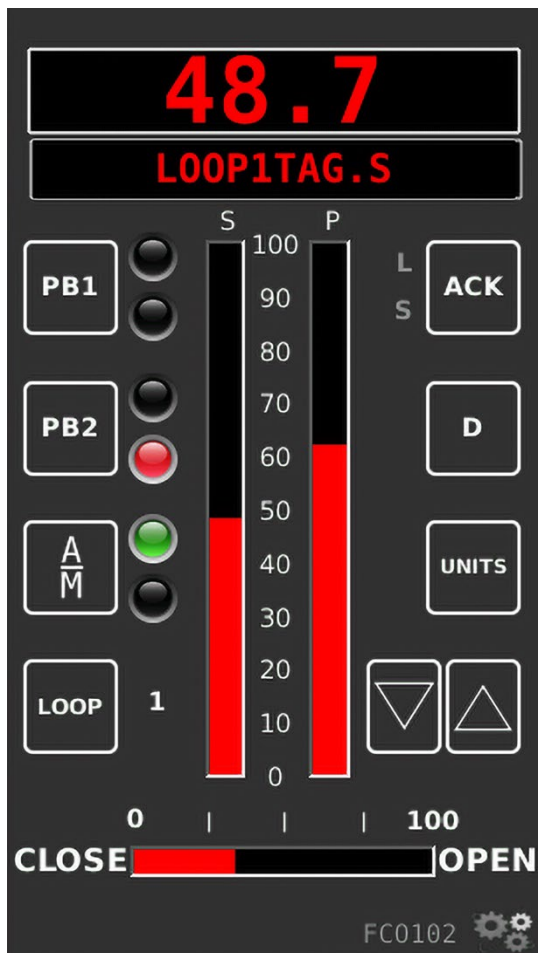 48.7
LOOP1TAG.S
S P
PB1
100
L
ACK
90
S
80
PB2
70
D
60
50
A
M
40
UNITS
30
20
LOOP
1
10
0
0 | | | 100
CLOSE OPEN
FC0102